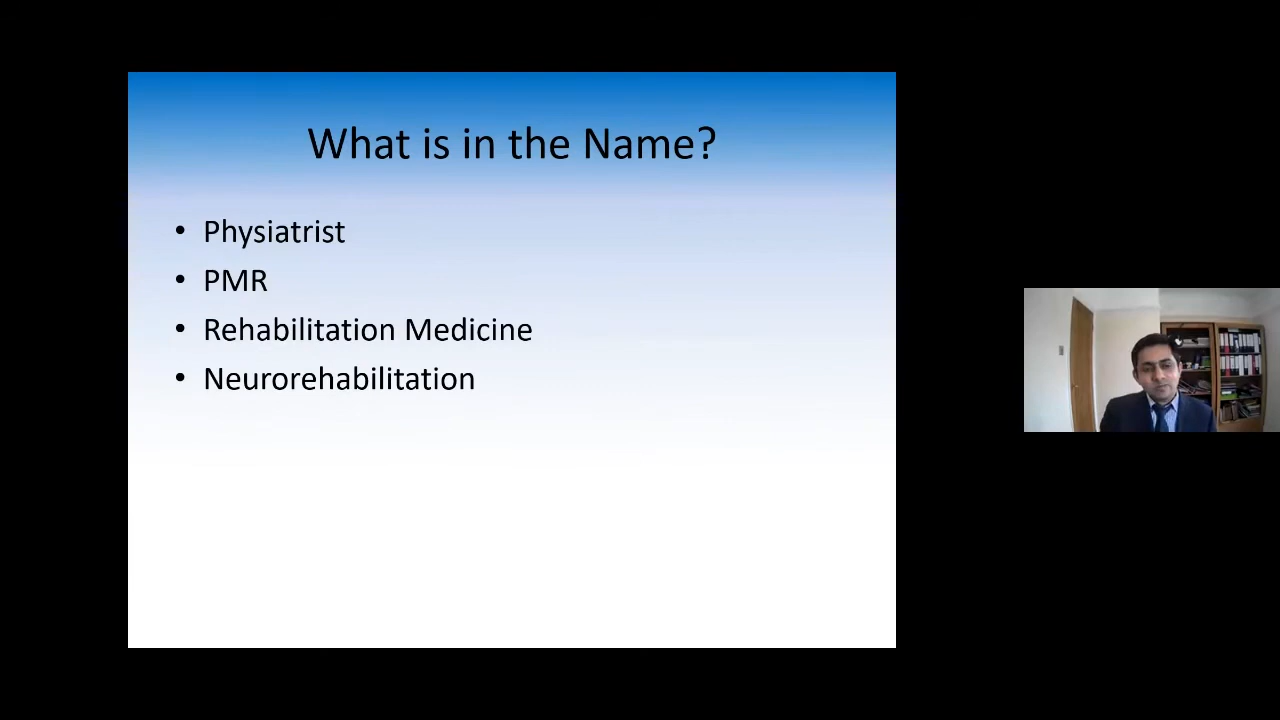 What is in the Name?
• Physiatrist
• PMR
• Rehabilitation Medicine
• Neurorehabilitation